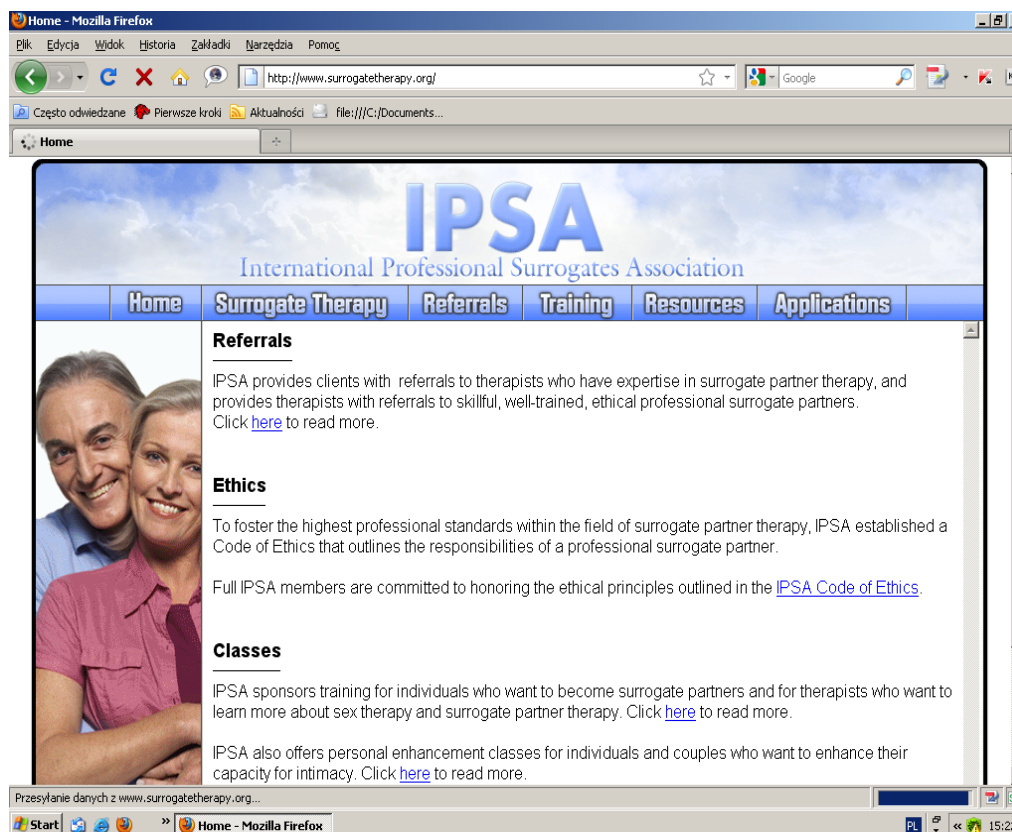 Home - Mozilla Firefox
Plik Edycja Widok Historia Zakładki Narzędzia Pomoc
http://www.surrogatetherapy.org/ Google
Często odwiedzane Pierwsze kroki Aktualności file:///C:/Documents...
Home
IPSA
International Professional Surrogates Association
Home Surrogate Therapy Referrals Training Resources Applications
Referrals
IPSA provides clients with referrals to therapists who have expertise in surrogate partner therapy, and
provides therapists with referrals to skillful, well-trained, ethical professional surrogate partners.
Click here to read more.
Ethics
To foster the highest professional standards within the field of surrogate partner therapy, IPSA established a
Code of Ethics that outlines the responsibilities of a professional surrogate partner.
Full IPSA members are committed to honoring the ethical principles outlined in the IPSA Code of Ethics.
Classes
IPSA sponsors training for individuals who want to become surrogate partners and for therapists who want to
learn more about sex therapy and surrogate partner therapy. Click here to read more.
IPSA also offers personal enhancement classes for individuals and couples who want to enhance their
capacity for intimacy. Click here to read more.
Przesyłanie danych z www.surrogatetherapy.org...
Start » Home - Mozilla Firefox PL «